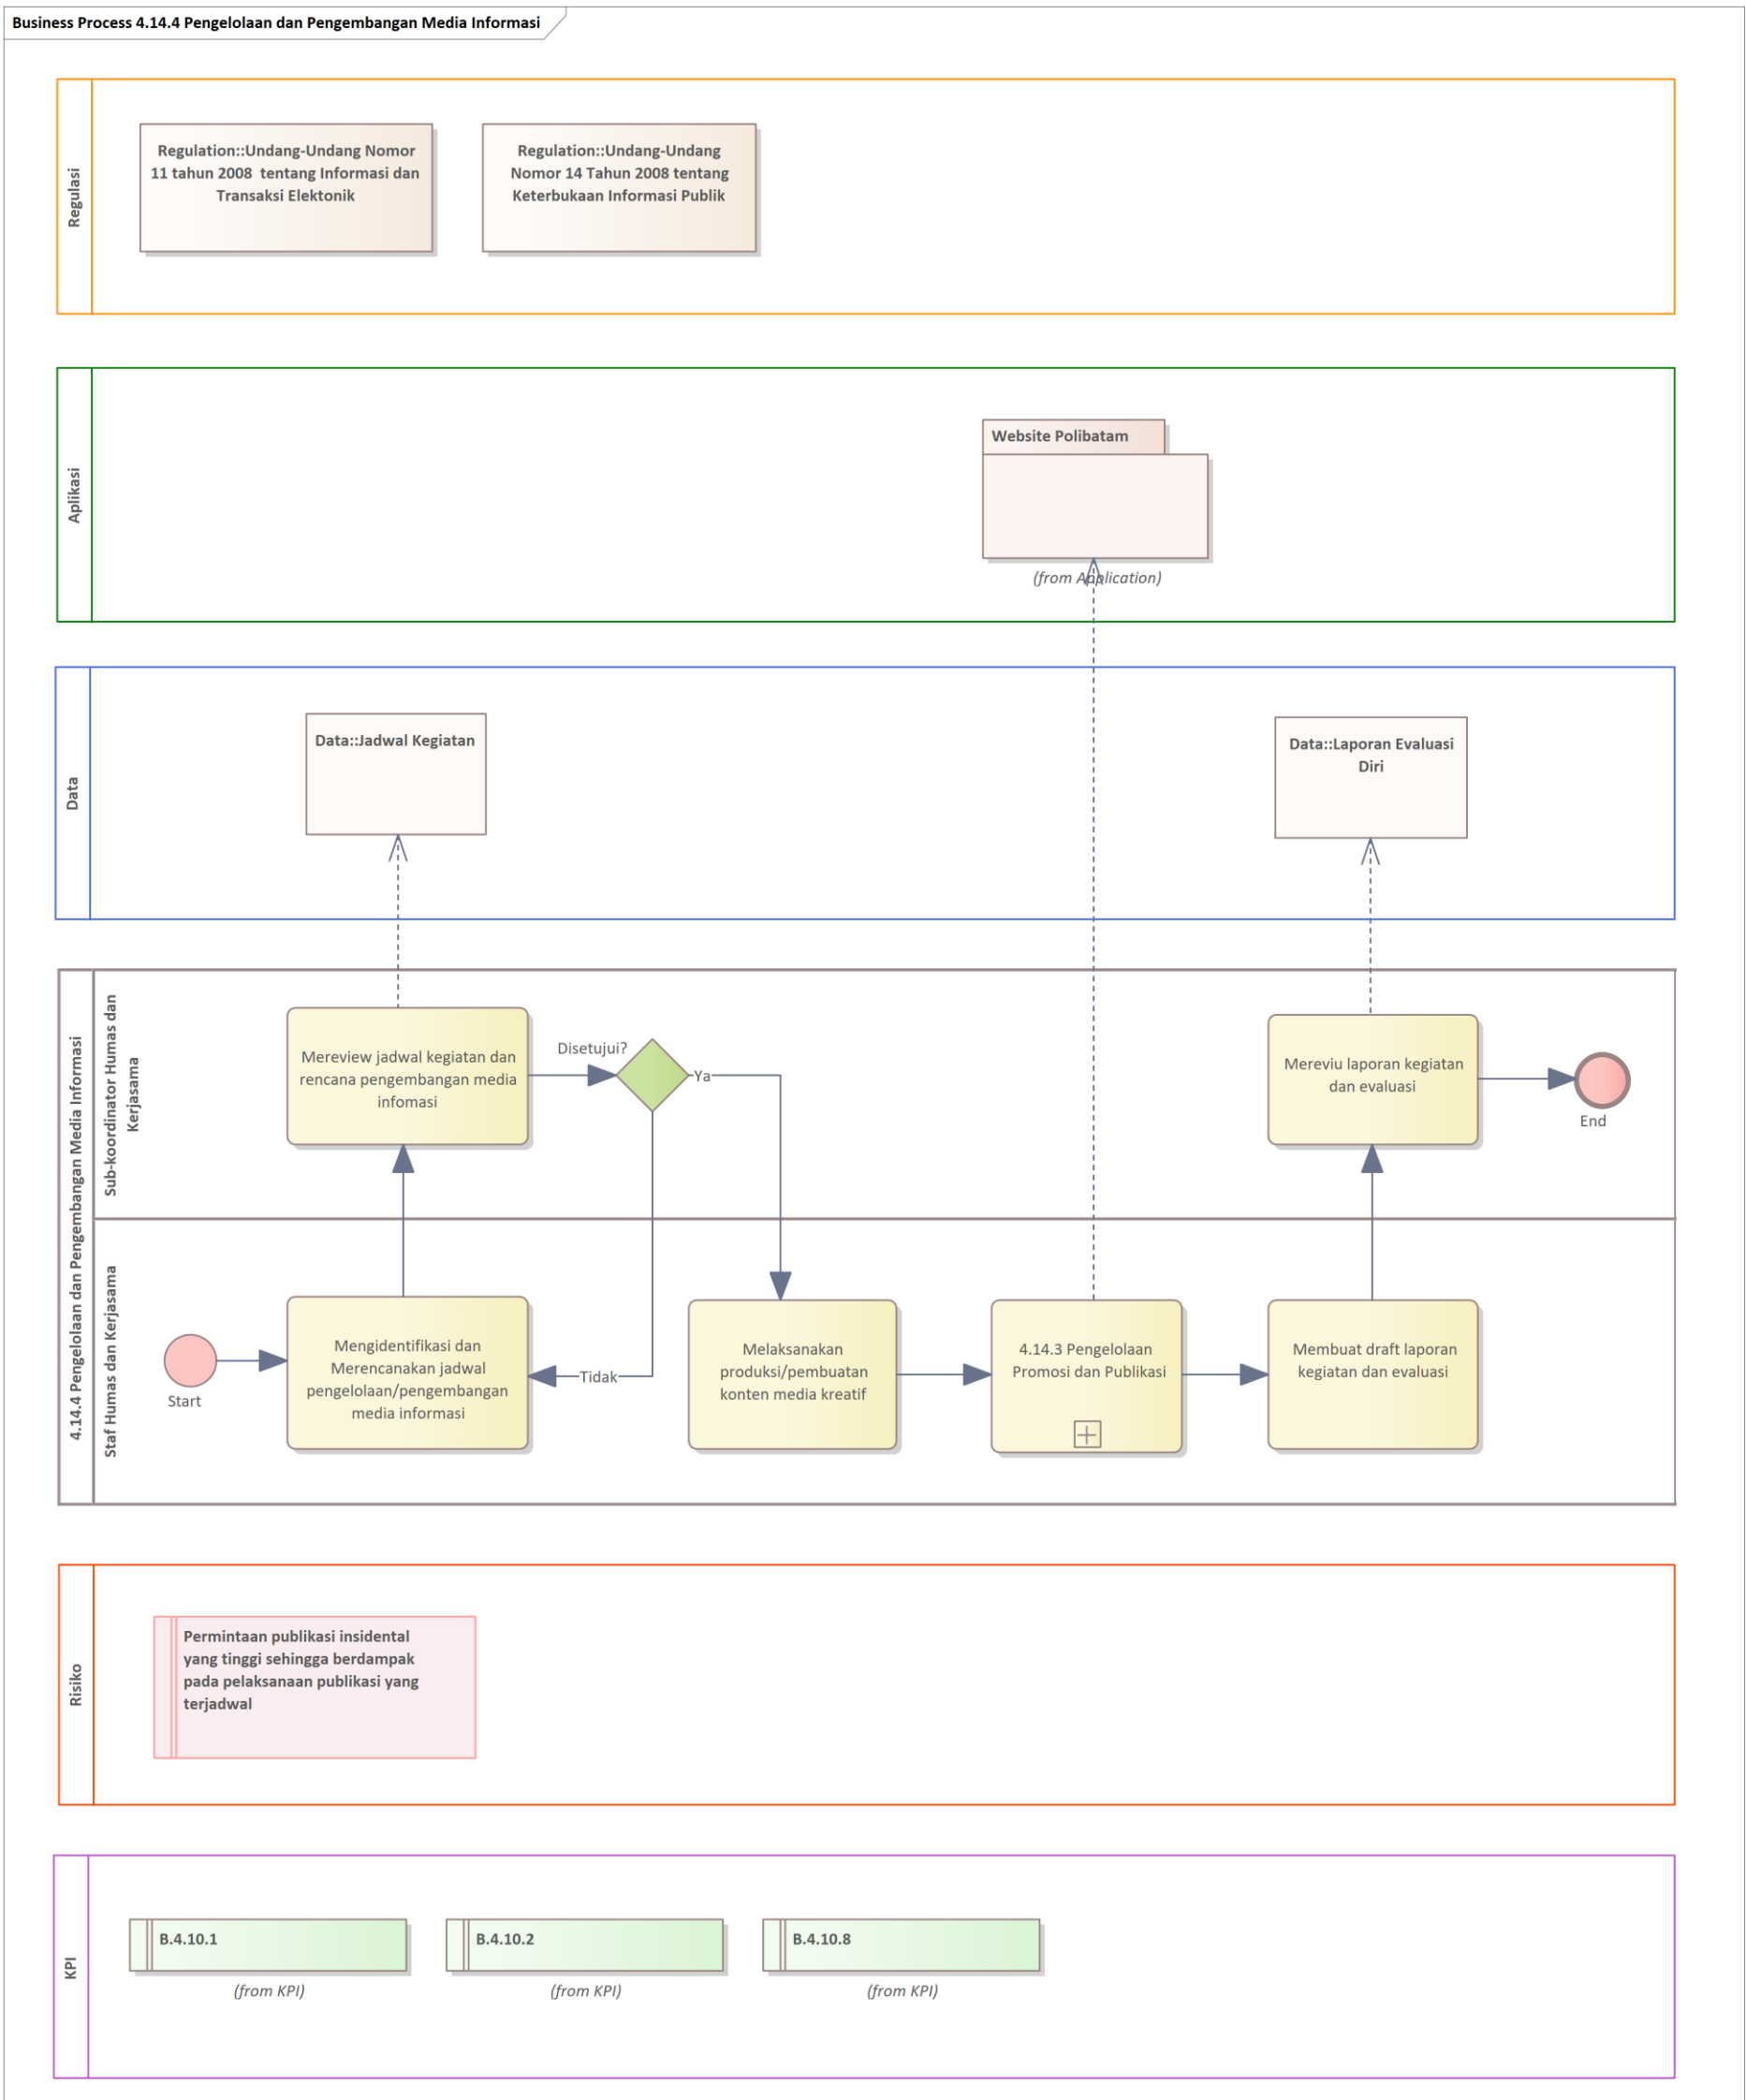 Business Process 4.14.4 Pengelolaan dan Pengembangan Media Informasi
Regulasi
Regulation::Undang-Undang Nomor
11 tahun 2008  tentang Informasi dan
Transaksi Elektonik
Regulation::Undang-Undang
Nomor 14 Tahun 2008 tentang
Keterbukaan Informasi Publik
Aplikasi
Website Polibatam
(from Application)
Data
Data::Jadwal Kegiatan
Data::Laporan Evaluasi
Diri
4.14.4 Pengelolaan dan Pengembangan Media Informasi
Sub-koordinator Humas dan
Kerjasama
Mereview jadwal kegiatan dan
rencana pengembangan media
infomasi
Disetujui?
Ya
Mereviu laporan kegiatan
dan evaluasi
End
Staf Humas dan Kerjasama
Start
Mengidentifikasi dan
Merencanakan jadwal
pengelolaan/pengembangan
media informasi
Tidak
Melaksanakan
produksi/pembuatan
konten media kreatif
4.14.3 Pengelolaan
Promosi dan Publikasi
Membuat draft laporan
kegiatan dan evaluasi
Risiko
Permintaan publikasi insidental
yang tinggi sehingga berdampak
pada pelaksanaan publikasi yang
terjadwal
KPI
B.4.10.1
(from KPI)
B.4.10.2
(from KPI)
B.4.10.8
(from KPI)